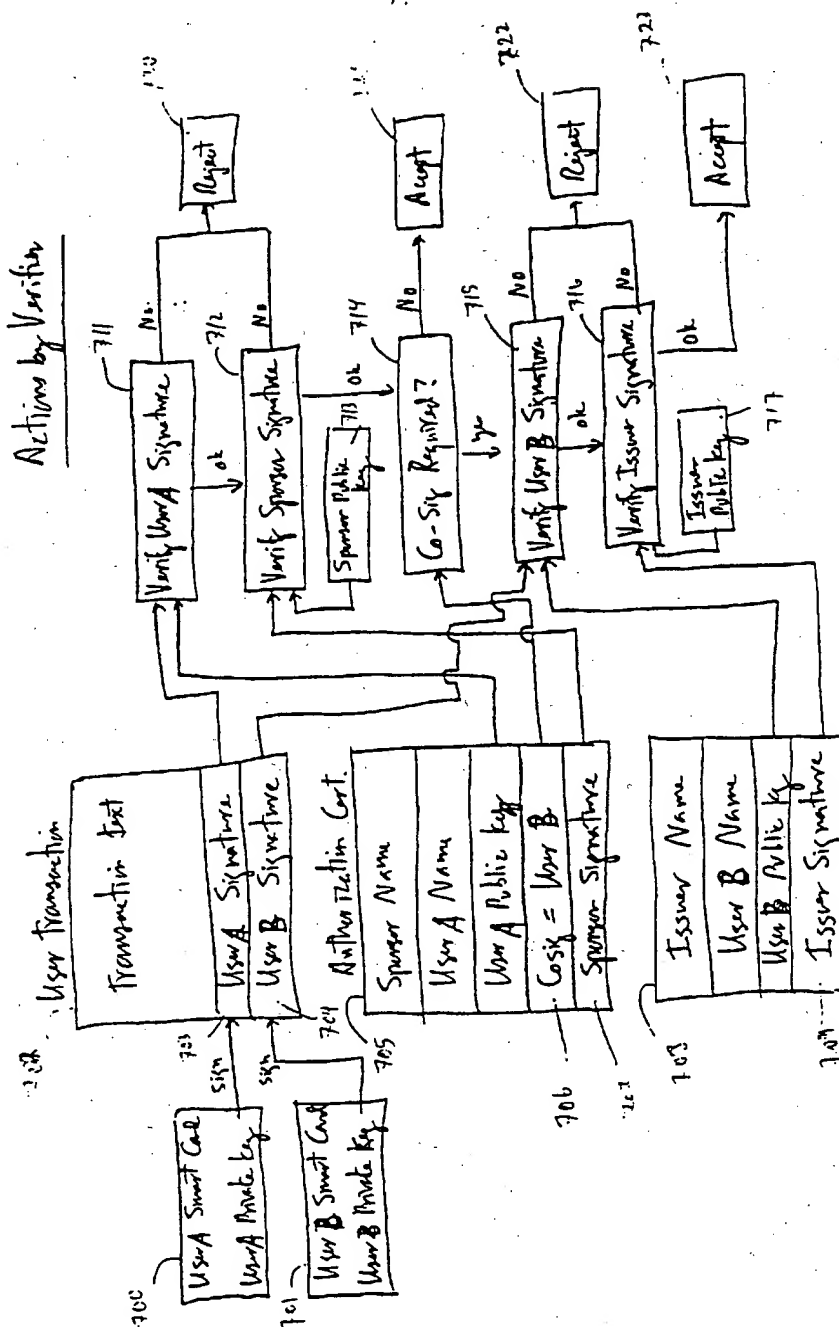 Actions by Verifier
User Transaction
Transaction text
User A Signature
User B Signature
703
704
sign
sign
700
User A Smart Card
User A Private Key
701
User B Smart Card
User B Private Key
Authorization Cert.
705
Sponsor Name
User A Name
User A Public Key
Cosig = User B
Sponsor Signature
706
Issuer Name
User B Name
User B Public Key
Issuer Signature
711
Verify User A Signature
No.
ok
712
Verify Sponsor Signature
No
Ok
713
Sponsor Public
Key
Reject
714
Co-Sig Required?
No
yes
Accept
715
Verify User B Signature
No
ok
716
Verify Issuer Signature
No
Ok
Issuer
Public Key
717
722
Reject
723
Accept